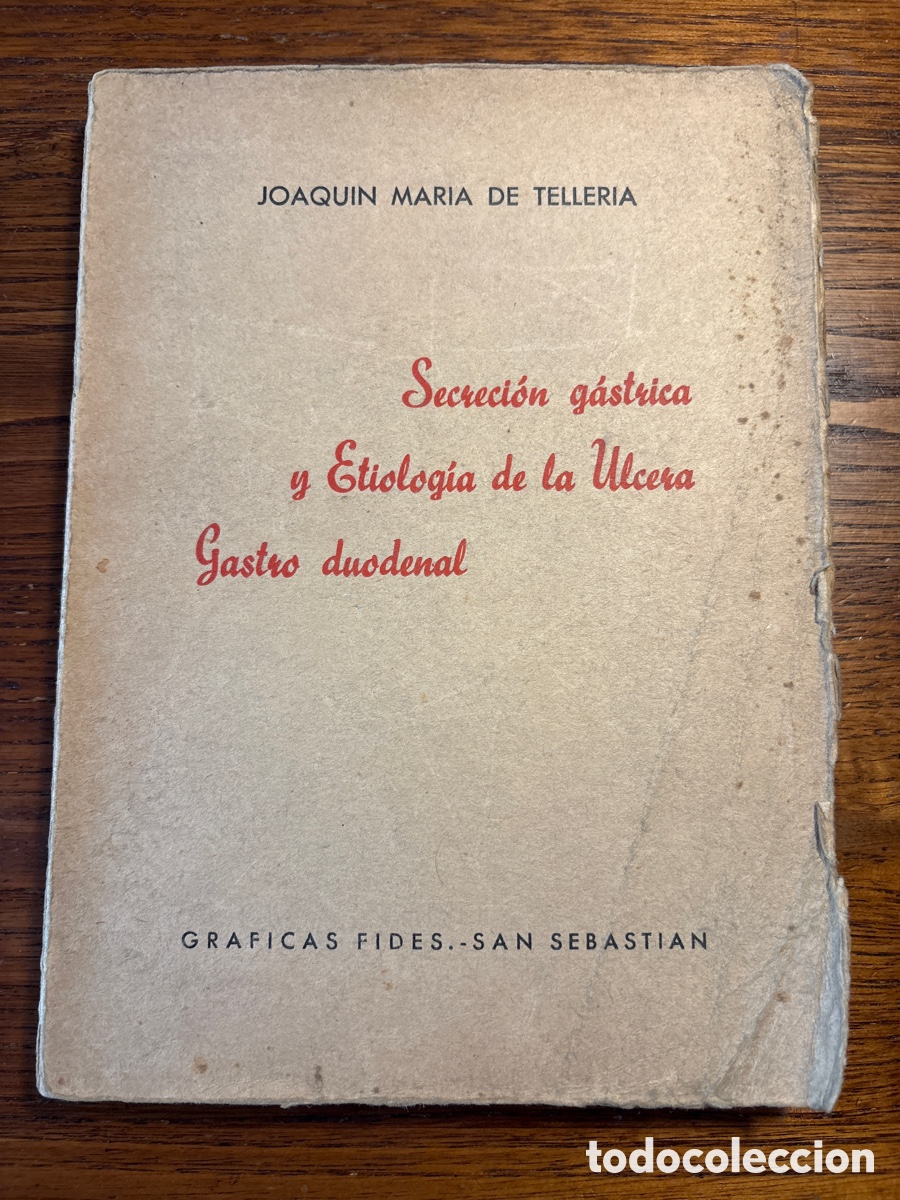 JOAQUIN MARIA DE TELLERIA
Secreción gástrica
y Etiología de la Ulcera
Gastro duodenal
GRAFICAS FIDES.-SAN SEBASTIAN
todocoleccion